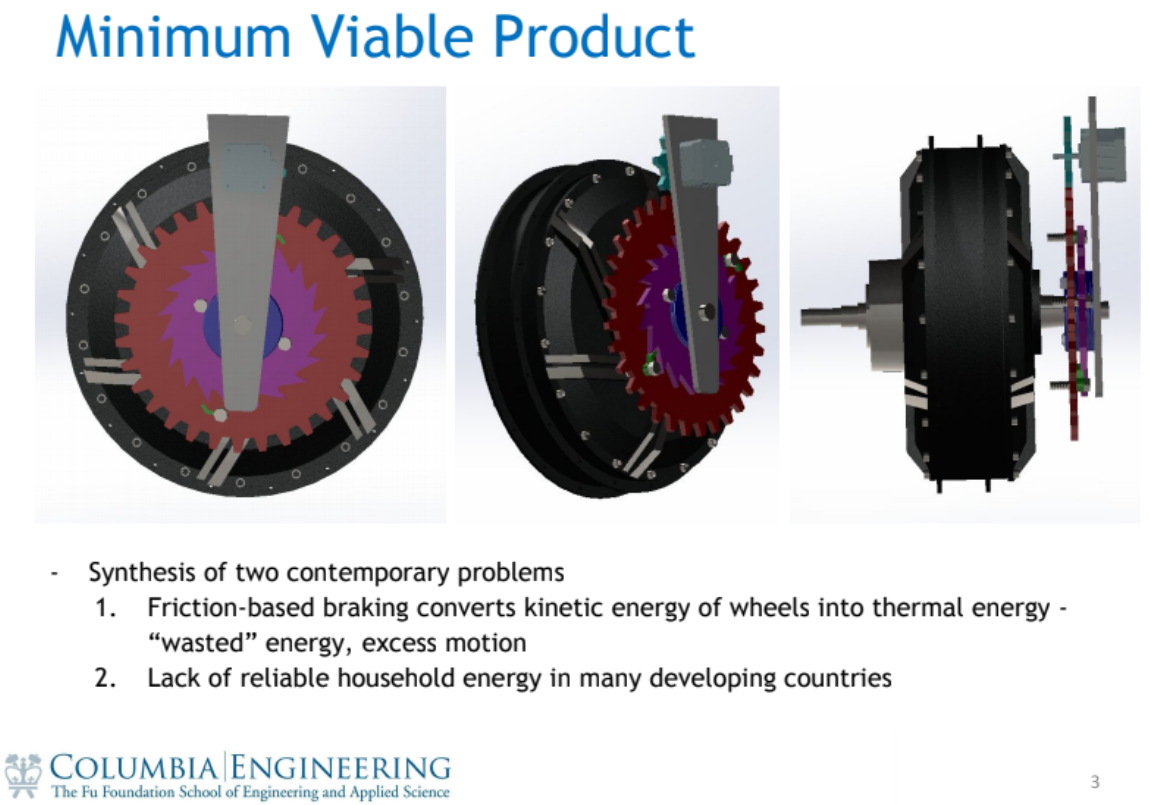 Minimum Viable Product
- Synthesis of two contemporary problems
1. Friction-based braking converts kinetic energy of wheels into thermal energy -
“wasted” energy, excess motion
2. Lack of reliable household energy in many developing countries
COLUMBIA | ENGINEERING
The Fu Foundation School of Engineering and Applied Science
3